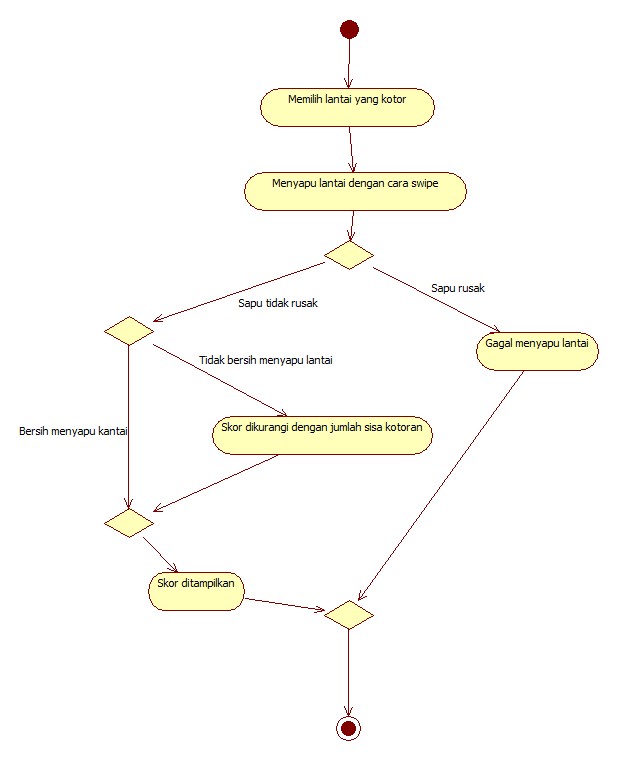 Memilih lantai yang kotor
Menyapu lantai dengan cara swipe
Sapu rusak
Sapu tidak rusak
Gagal menyapu lantai
Tidak bersih menyapu lantai
Skor dikurangi dengan jumlah sisa kotoran
Bersih menyapu kantai
Skor ditampilkan